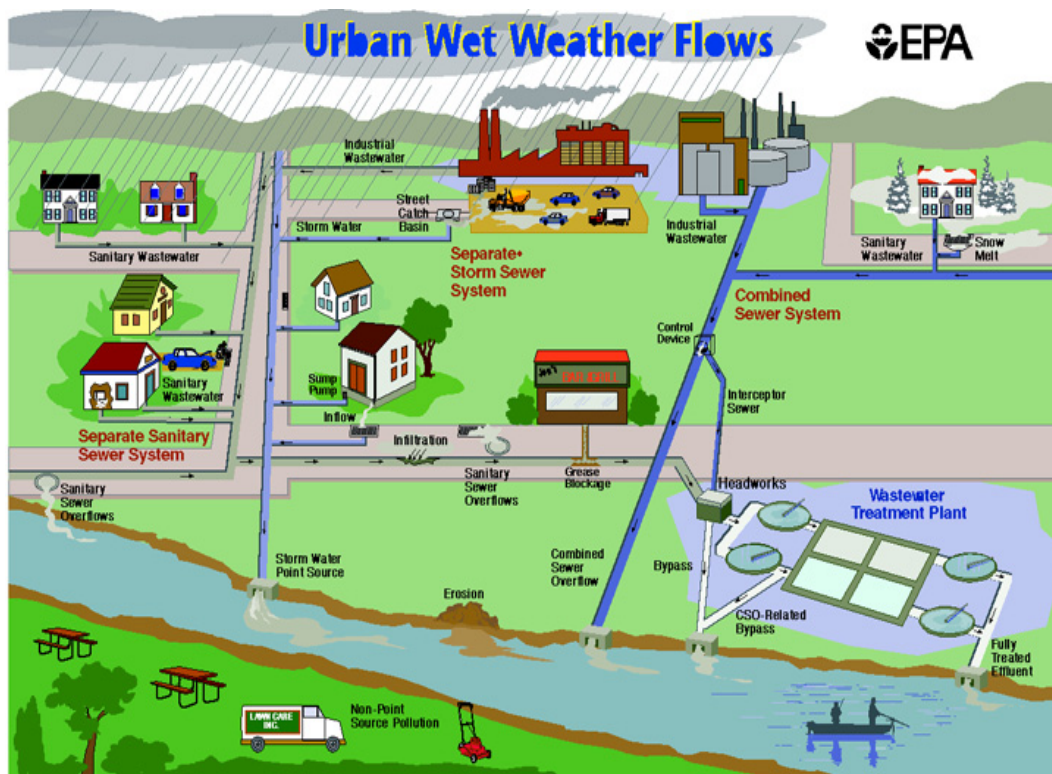 Urban Wet Weather Flows
EPA
Industrial
Wastewater
Street
Catch
Basin
Storm Water
Sanitary Wastewater
Separate•
Storm Sewer
System
Industrial
Wastewater
Sanitary
Wastewater
Snow
Melt
Combined
Sewer System
Control
Device
Interceptor
Sewer
Sanitary
Wastewater
Sump
Pump
Inflow
Separate Sanitary
Sewer System
Infiltration
Sanitary
Sewer
Overflows
Grease
Blockage
Sanitary
Sewer
Overflows
Headworks
Wastewater
Treatment Plant
Storm Water
Point Source
Erosion
Combined
Sewer
Overflow
Bypass
CSO-Related
Bypass
Fully
Treated
Effluent
LAWN CARE
INC.
Non-Point
Source Pollution